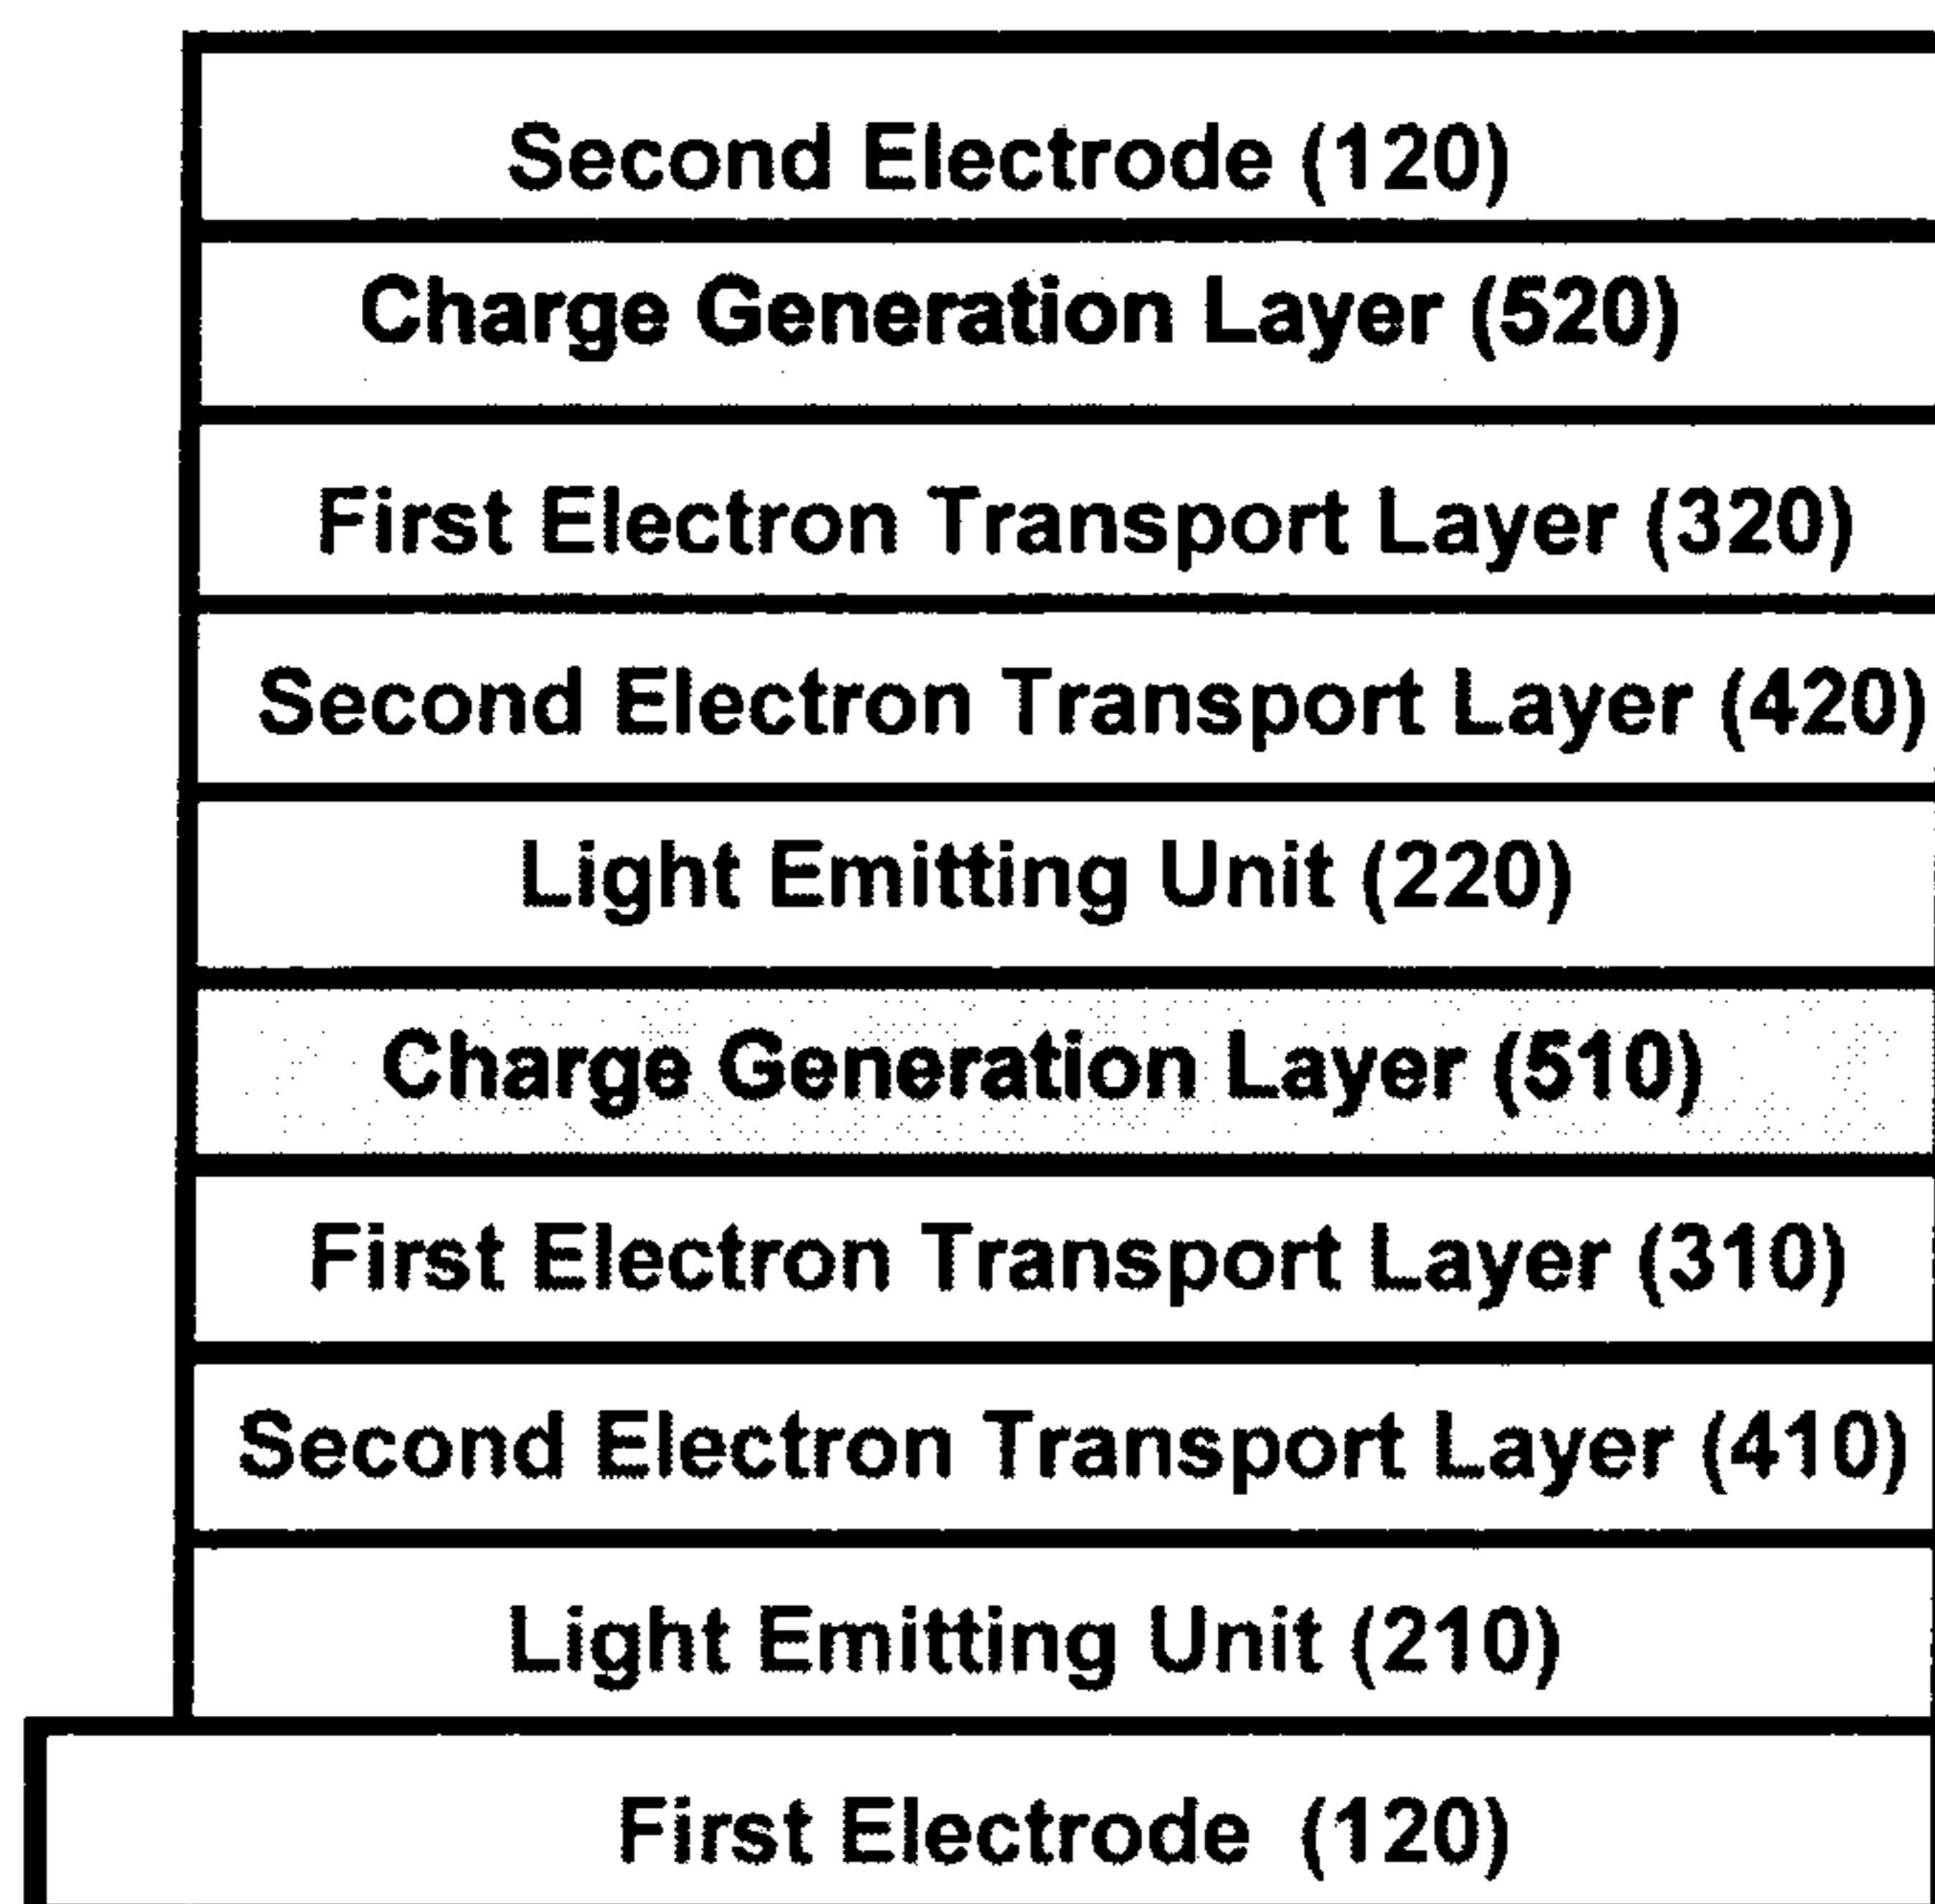 Second Electrode (120)
Charge Generation Layer (520)
First Electron Transport Layer (320)
Second Electron Transport Layer (420)
Light Emitting Unit (220)
Charge Generation Layer (510)
First Electron Transport Layer (310)
Second Electron Transport Layer (410)
Light Emitting Unit (210)
First Electrode (120)